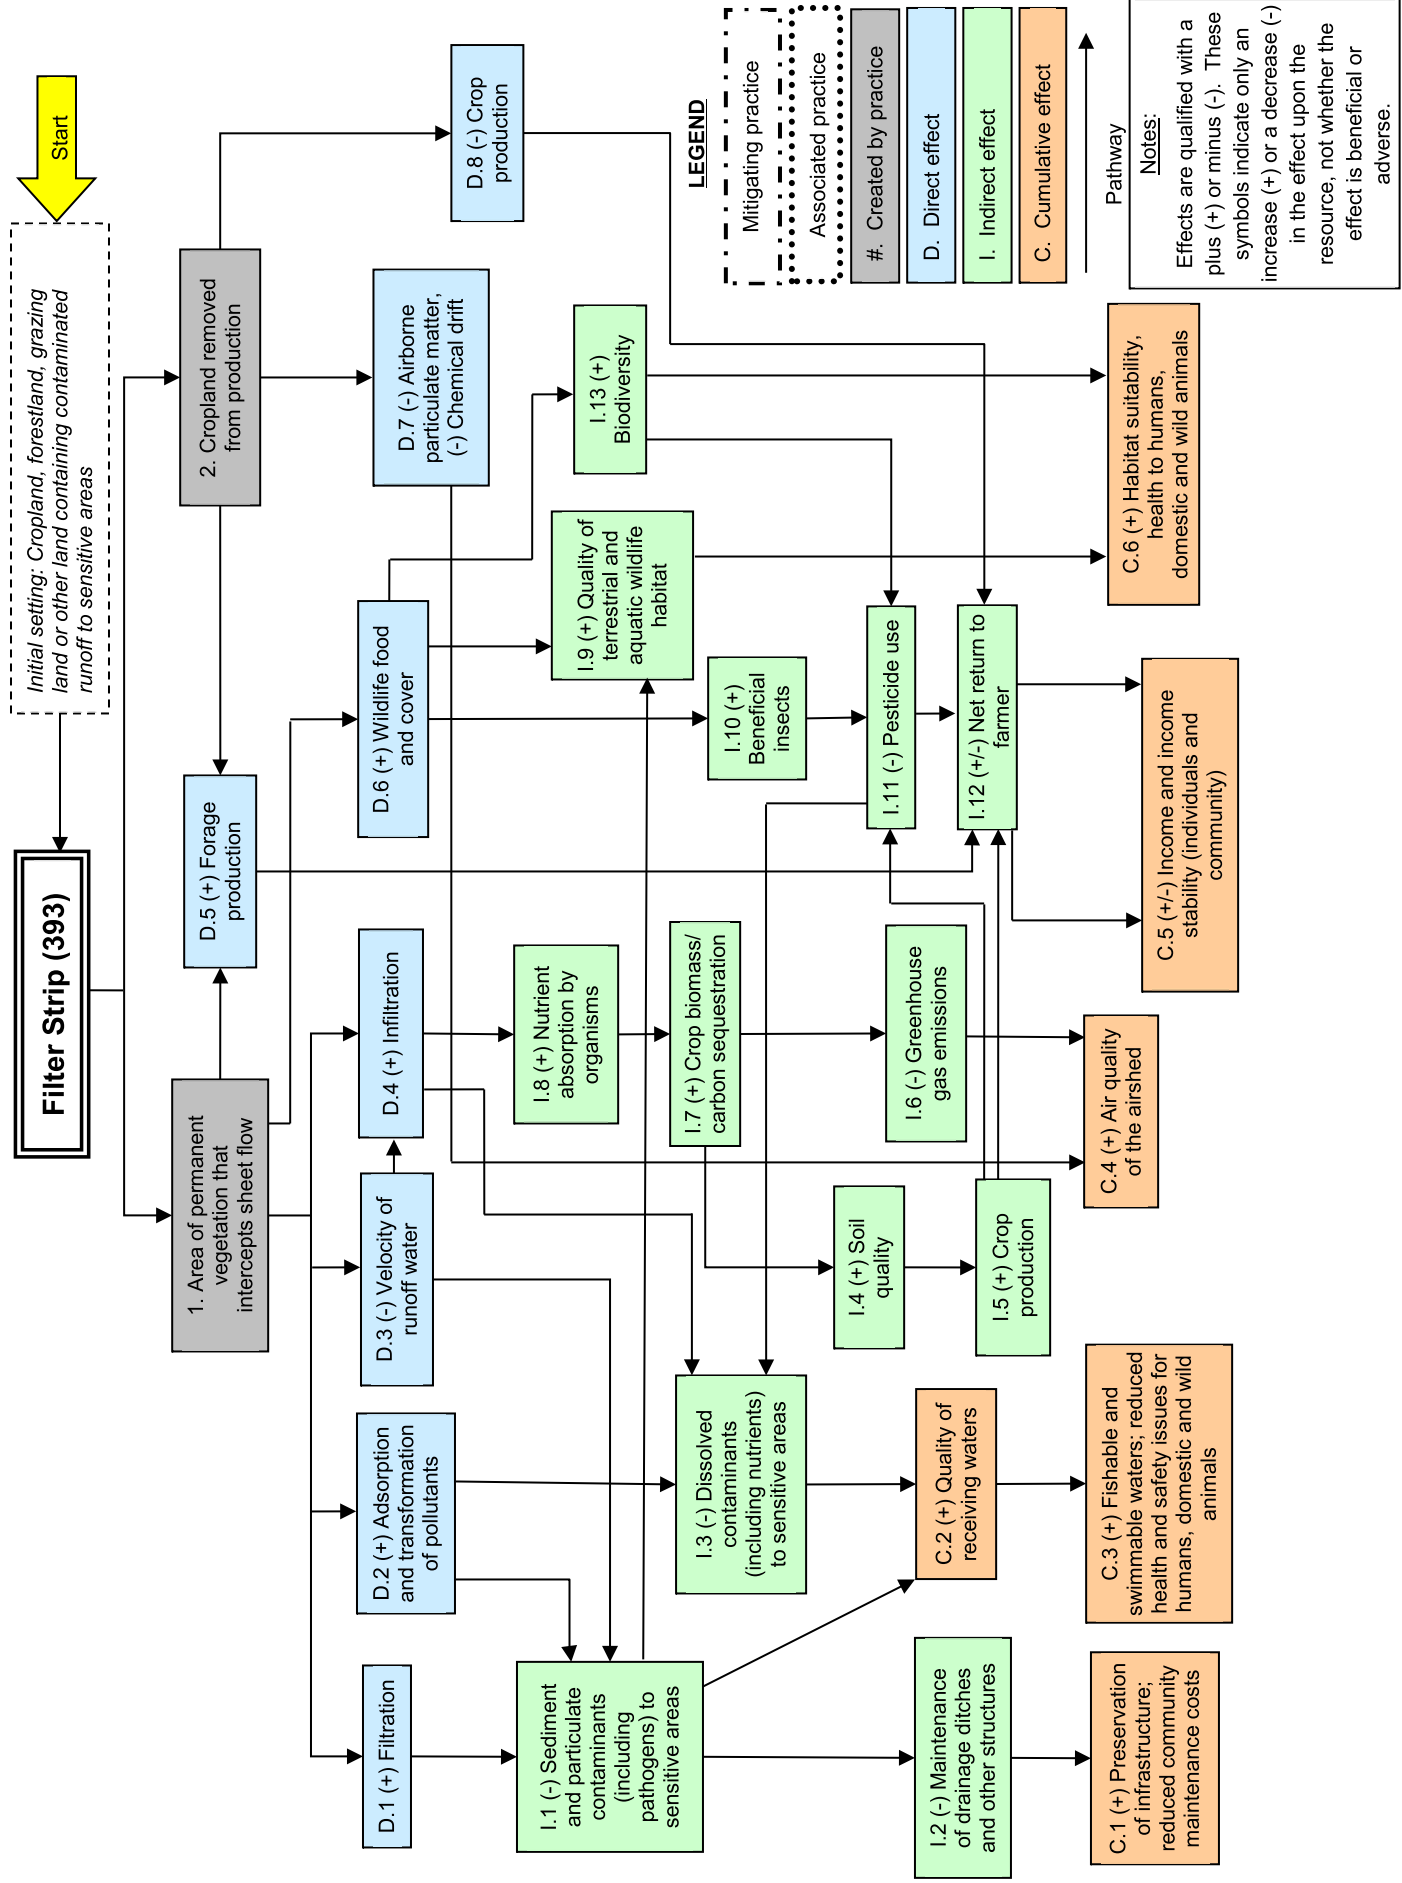 Start
Initial setting: Cropland, forestland, grazing
land or other land containing contaminated
runoff to sensitive areas
Filter Strip (393)
1. Area of permanent
vegetation that
intercepts sheet flow
2. Cropland removed
from production
D.5 (+) Forage
production
D.1 (+) Filtration
D.2 (+) Adsorption
and transformation
of pollutants
D.3 (-) Velocity of
runoff water
D.4 (+) Infiltration
D.6 (+) Wildlife food
and cover
D.7 (-) Airborne
particulate matter,
(-) Chemical drift
D.8 (-) Crop
production
I.1 (-) Sediment
and particulate
contaminants
(including
pathogens) to
sensitive areas
I.8 (+) Nutrient
absorption by
organisms
I.9 (+) Quality of
terrestrial and
aquatic wildlife
habitat
I.13 (+)
Biodiversity
I.3 (-) Dissolved
contaminants
(including nutrients)
to sensitive areas
I.7 (+) Crop biomass/
carbon sequestration
I.10 (+)
Beneficial
insects
I.4 (+) Soil
quality
I.11 (-) Pesticide use
I.2 (-) Maintenance
of drainage ditches
and other structures
C.2 (+) Quality of
receiving waters
I.5 (+) Crop
production
I.6 (-) Greenhouse
gas emissions
I.12 (+/-) Net return to
farmer
C.1 (+) Preservation
of infrastructure;
reduced community
maintenance costs
C.3 (+) Fishable and
swimmable waters; reduced
health and safety issues for
humans, domestic and wild
animals
C.4 (+) Air quality
of the airshed
C.5 (+/-) Income and income
stability (individuals and
community)
C.6 (+) Habitat suitability,
health to humans,
domestic and wild animals
LEGEND
Mitigating practice
Associated practice
#. Created by practice
D. Direct effect
I. Indirect effect
C. Cumulative effect
Pathway
Notes:
Effects are qualified with a
plus (+) or minus (-). These
symbols indicate only an
increase (+) or a decrease (-)
in the effect upon the
resource, not whether the
effect is beneficial or
adverse.